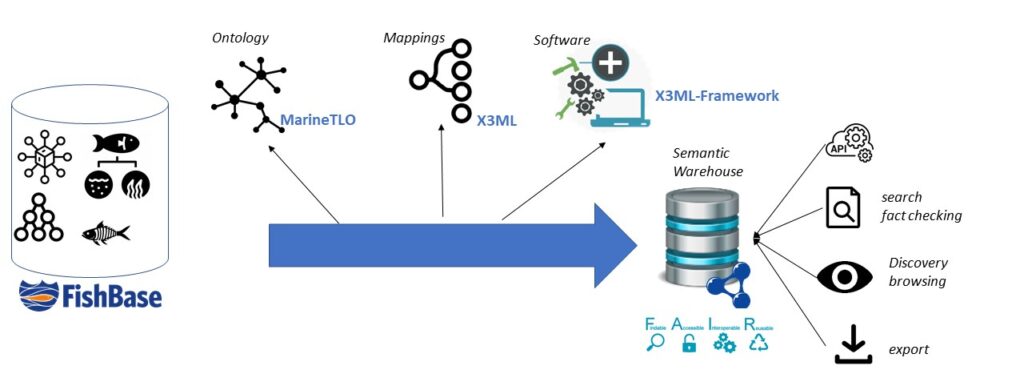 Ontology
MarineTLO
Mappings
X3ML
Software
X3ML-Framework
FishBase
Semantic
Warehouse
Findable Accessible Interoperable Reusable
API
search
fact checking
Discovery
browsing
export